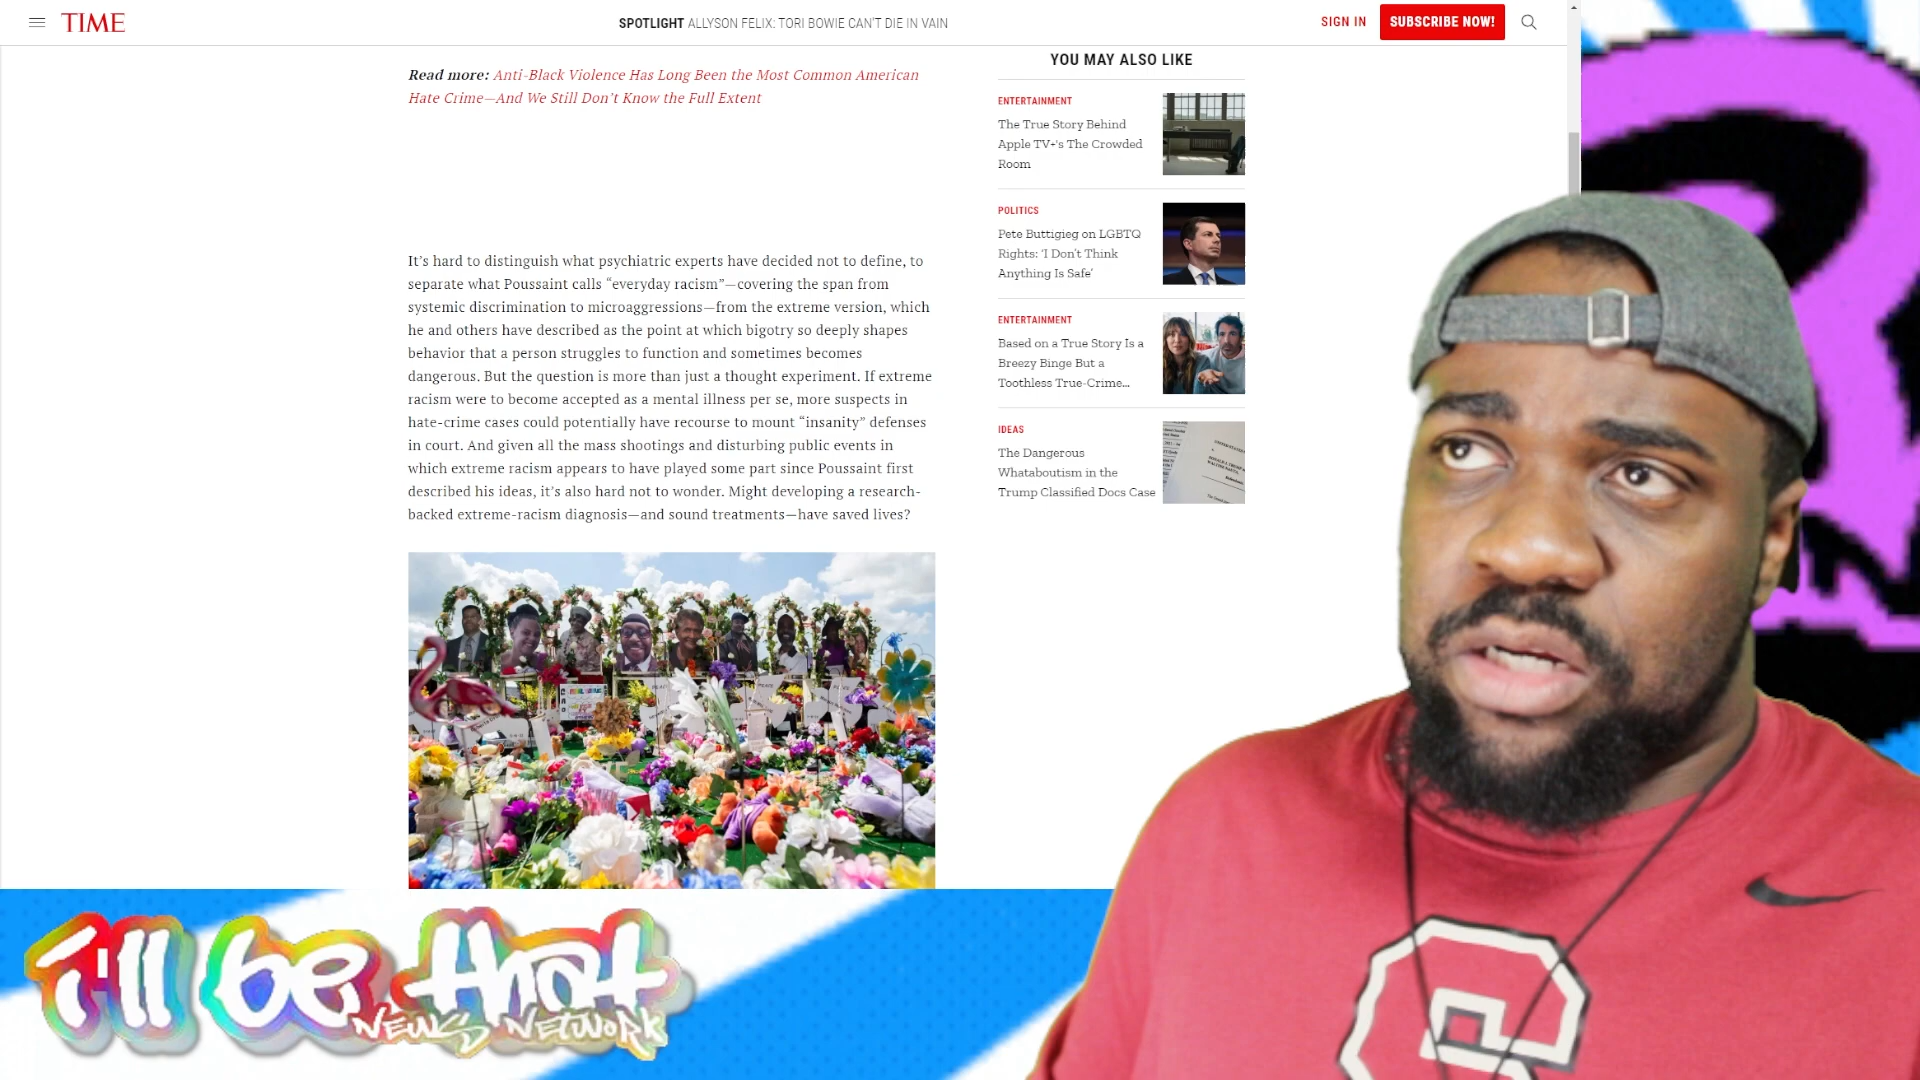 TIME
SPOTLIGHT ALLYSON FELIX: TORI BOWIE CAN'T DIE IN VAIN
SIGN IN
SUBSCRIBE NOW!
Read more: Anti-Black Violence Has Long Been the Most Common American
Hate Crime—And We Still Don't Know the Full Extent
It's hard to distinguish what psychiatric experts have decided not to define, to
separate what Poussaint calls “everyday racism”—covering the span from
systemic discrimination to microaggressions—from the extreme version, which
he and others have described as the point at which bigotry so deeply shapes
behavior that a person struggles to function and sometimes becomes
dangerous. But the question is more than just a thought experiment. If extreme
racism were to become accepted as a mental illness per se, more suspects in
hate-crime cases could potentially have recourse to mount “insanity” defenses
in court. And given all the mass shootings and disturbing public events in
which extreme racism appears to have played some part since Poussaint first
described his ideas, it's also hard not to wonder. Might developing a research-
backed extreme-racism diagnosis—and sound treatments—have saved lives?
YOU MAY ALSO LIKE
ENTERTAINMENT
The True Story Behind
Apple TV+'s The Crowded
Room
POLITICS
Pete Buttigieg on LGBTQ
Rights: ‘I Don't Think
Anything Is Safe’
ENTERTAINMENT
Based on a True Story Is a
Breezy Binge But a
Toothless True-Crime...
IDEAS
The Dangerous
Whataboutism in the
Trump Classified Docs Case
i'll be that
NEWS NETWORK